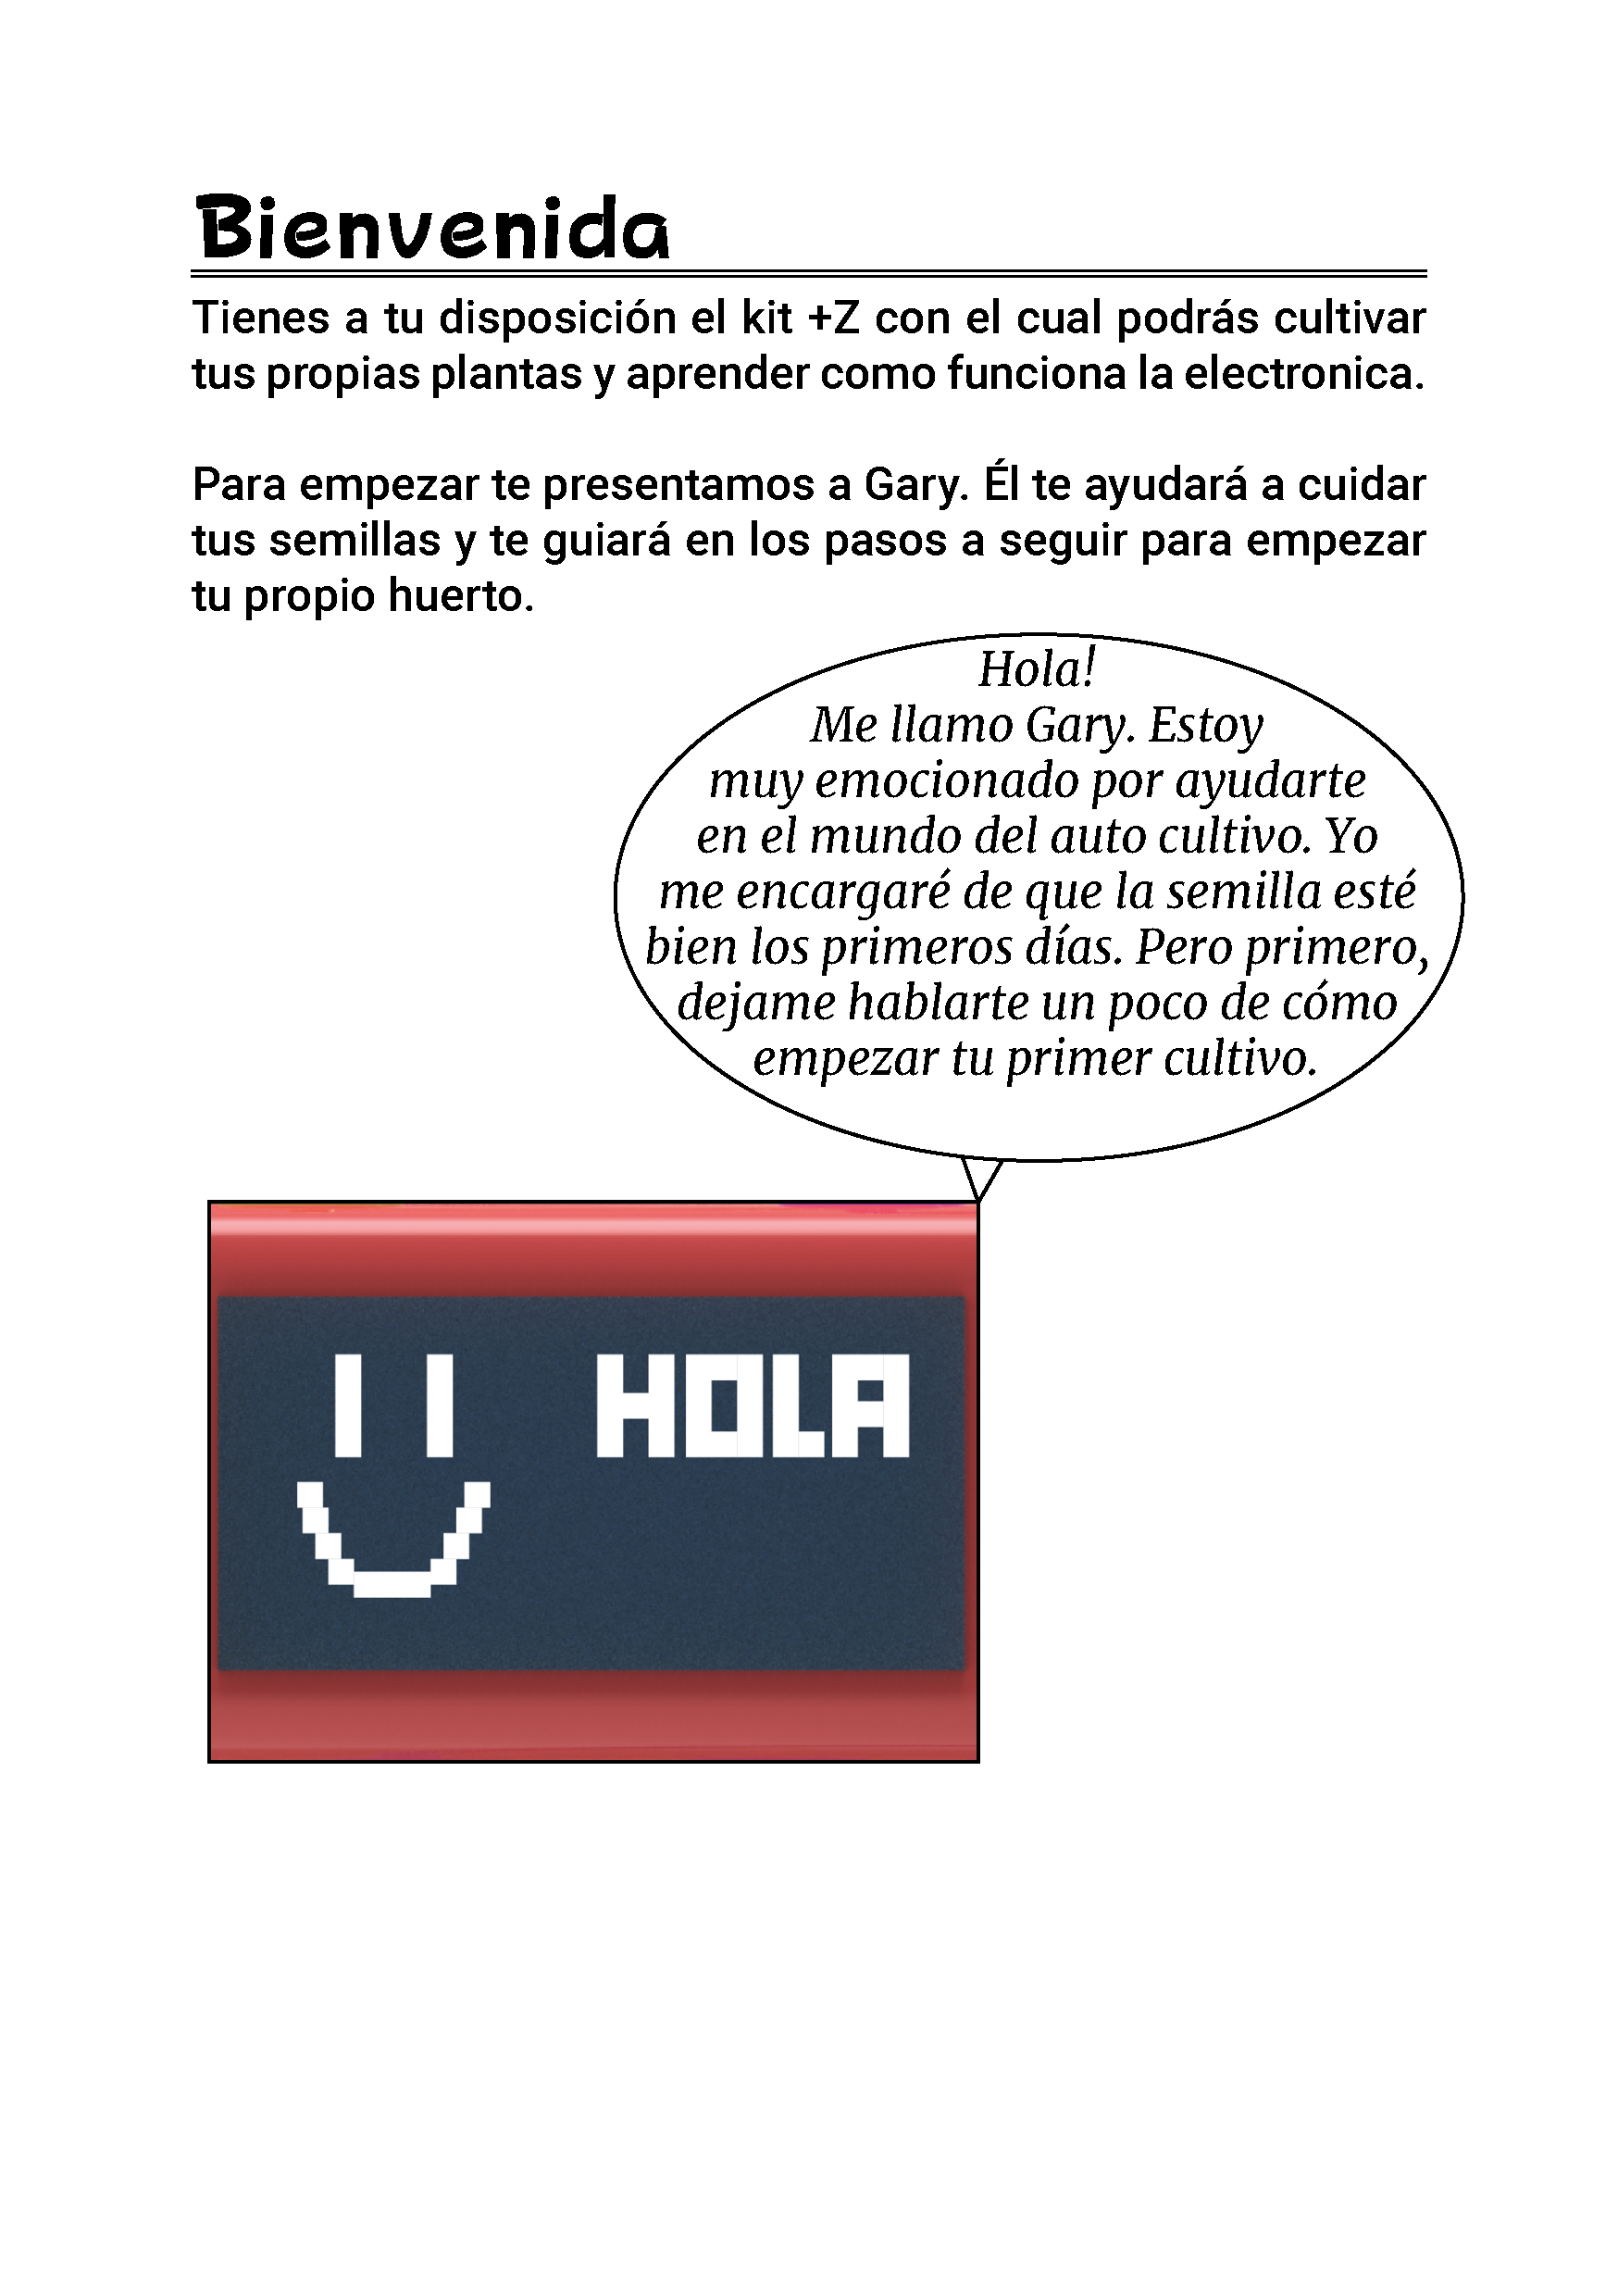 Bienvenida
Tienes a tu disposición el kit +Z con el cual podrás cultivar
tus propias plantas y aprender como funciona la electronica.
Para empezar te presentamos a Gary. Él te ayudará a cuidar
tus semillas y te guiará en los pasos a seguir para empezar
tu propio huerto.
Hola!
Me llamo Gary. Estoy
muy emocionado por ayudarte
en el mundo del auto cultivo. Yo
me encargaré de que la semilla esté
bien los primeros días. Pero primero,
dejame hablarte un poco de cómo
empezar tu primer cultivo.
HOLA